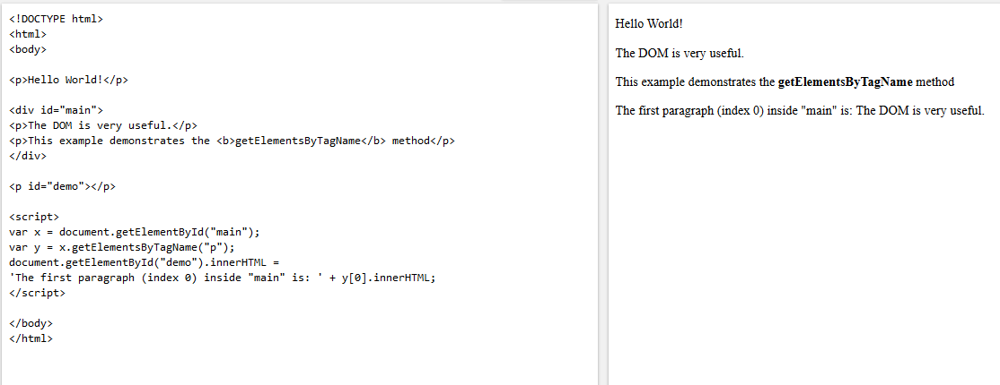 <!DOCTYPE html>
<html>
<body>
<p>Hello World!</p>
<div id="main">
<p>The DOM is very useful.</p>
<p>This example demonstrates the <b>getElementsByTagName</b> method</p>
</div>
<p id="demo"></p>
<script>
var x = document.getElementById("main");
var y = x.getElementsByTagName("p");
document.getElementById("demo").innerHTML =
'The first paragraph (index 0) inside "main" is: ' + y[0].innerHTML;
</script>
</body>
</html>
Hello World!
The DOM is very useful.
This example demonstrates the getElementsByTagName method
The first paragraph (index 0) inside "main" is: The DOM is very useful.